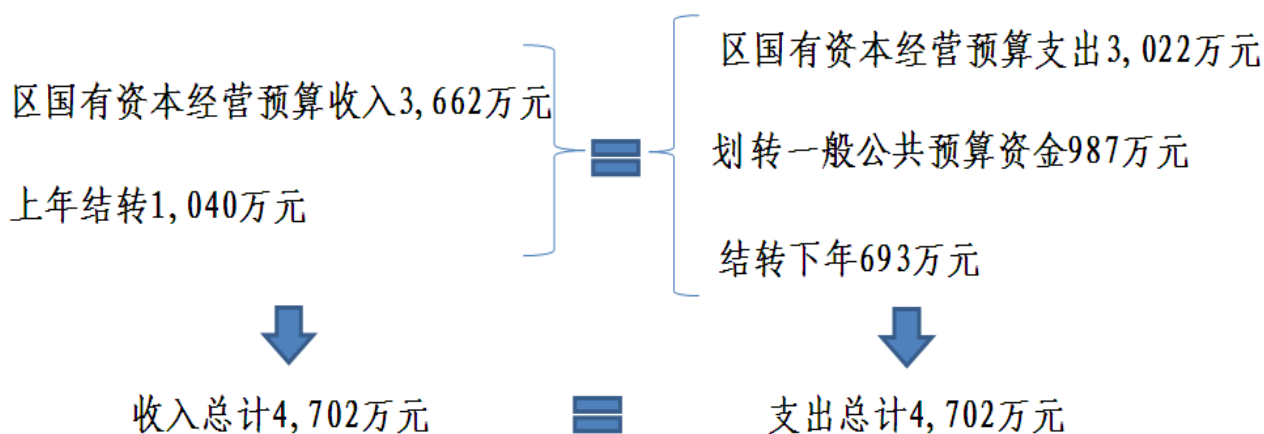 区国有资本经营预算收入3,662万元
上年结转1,040万元
区国有资本经营预算支出3,022万元
划转一般公共预算资金987万元
结转下年693万元
收入总计4,702万元
支出总计4,702万元